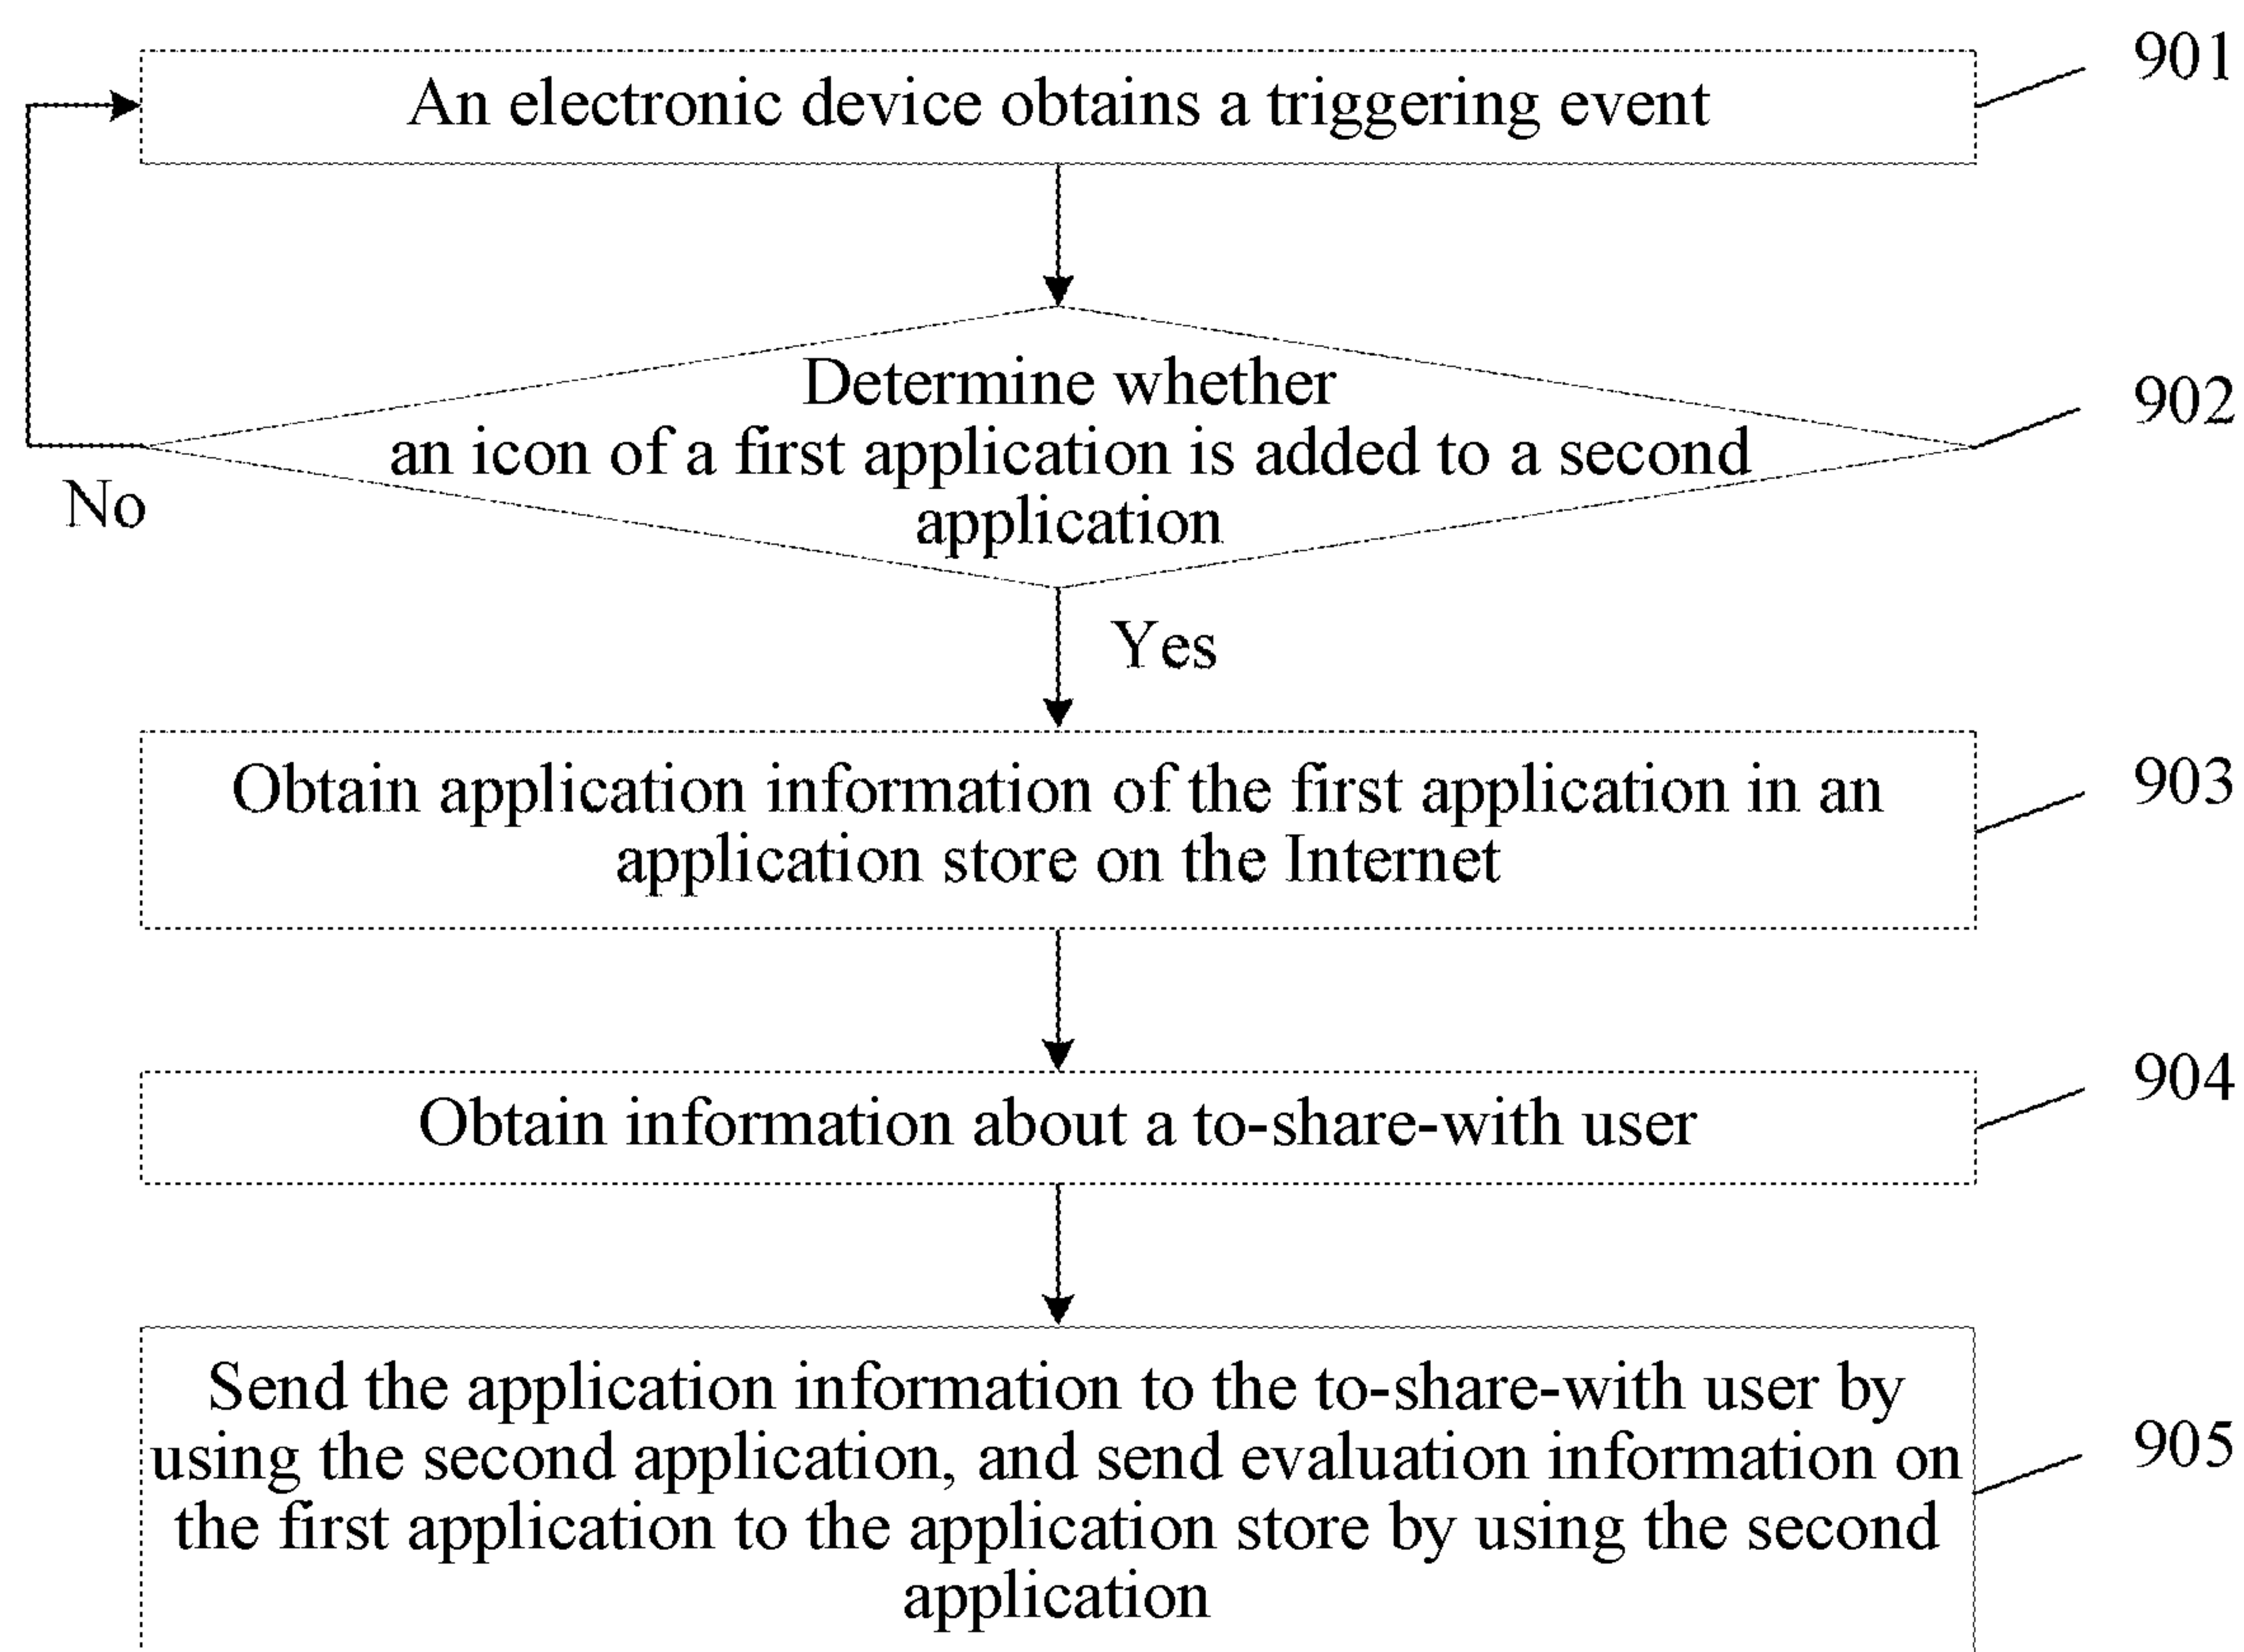 An electronic device obtains a triggering event
901
Determine whether
an icon of a first application is added to a second
application
902
No
Yes
Obtain application information of the first application in an
application store on the Internet
903
Obtain information about a to-share-with user
904
Send the application information to the to-share-with user by
using the second application, and send evaluation information on
the first application to the application store by using the second
application
905